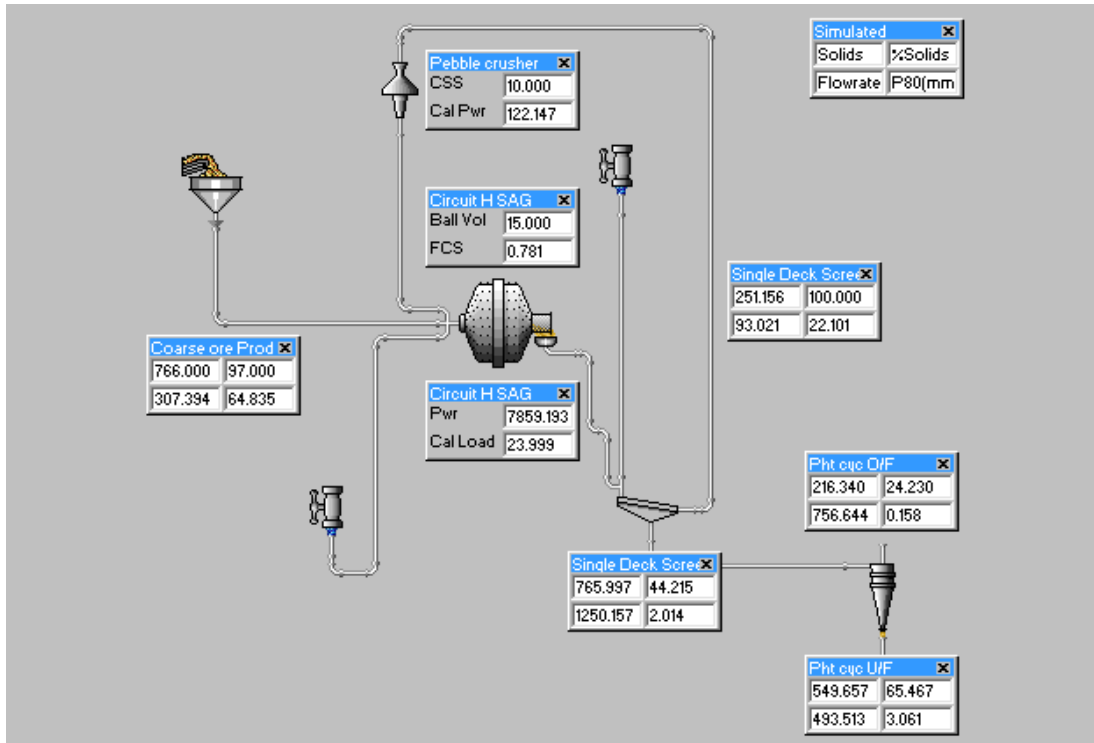 Simulated
Solids %Solids
Flowrate P80(mm
Pebble crusher
CSS 10.000
Cal Pwr 122.147
Circuit H SAG
Ball Vol 15.000
FCS 0.781
Single Deck Scree
251.156 100.000
93.021 22.101
Coarse ore Prod
766.000 97.000
307.394 64.835
Circuit H SAG
Pwr 7859.193
Cal Load 23.999
Pht cyc O/F
216.340 24.230
756.644 0.158
Single Deck Scree
765.997 44.215
1250.157 2.014
Pht cyc U/F
549.657 65.467
493.513 3.061